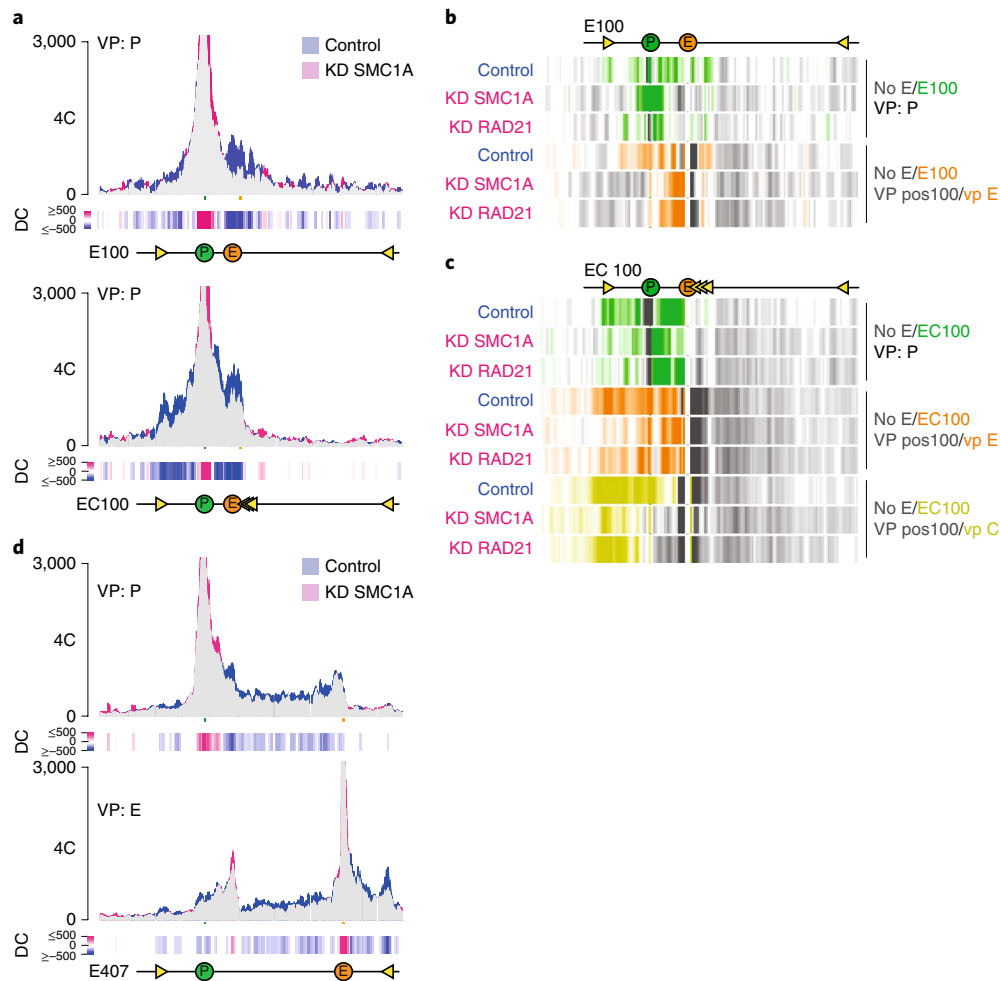 a
3,000
VP: P
Control
KD SMC1A
4C
0
DC
≥500
0
≤–500
E100
P
E
3,000
VP: P
4C
0
DC
≥500
0
≤–500
EC100
P
E
b
E100
P
E
Control
KD SMC1A
KD RAD21
No E/E100
VP: P
Control
KD SMC1A
KD RAD21
No E/E100
VP pos100/vp E
c
EC 100
P
E
Control
KD SMC1A
KD RAD21
No E/EC100
VP: P
Control
KD SMC1A
KD RAD21
No E/EC100
VP pos100/vp E
Control
KD SMC1A
KD RAD21
No E/EC100
VP pos100/vp C
d
3,000
VP: P
Control
KD SMC1A
4C
0
DC
≤500
0
≥–500
3,000
VP: E
4C
0
DC
≤500
0
≥–500
E407
P
E